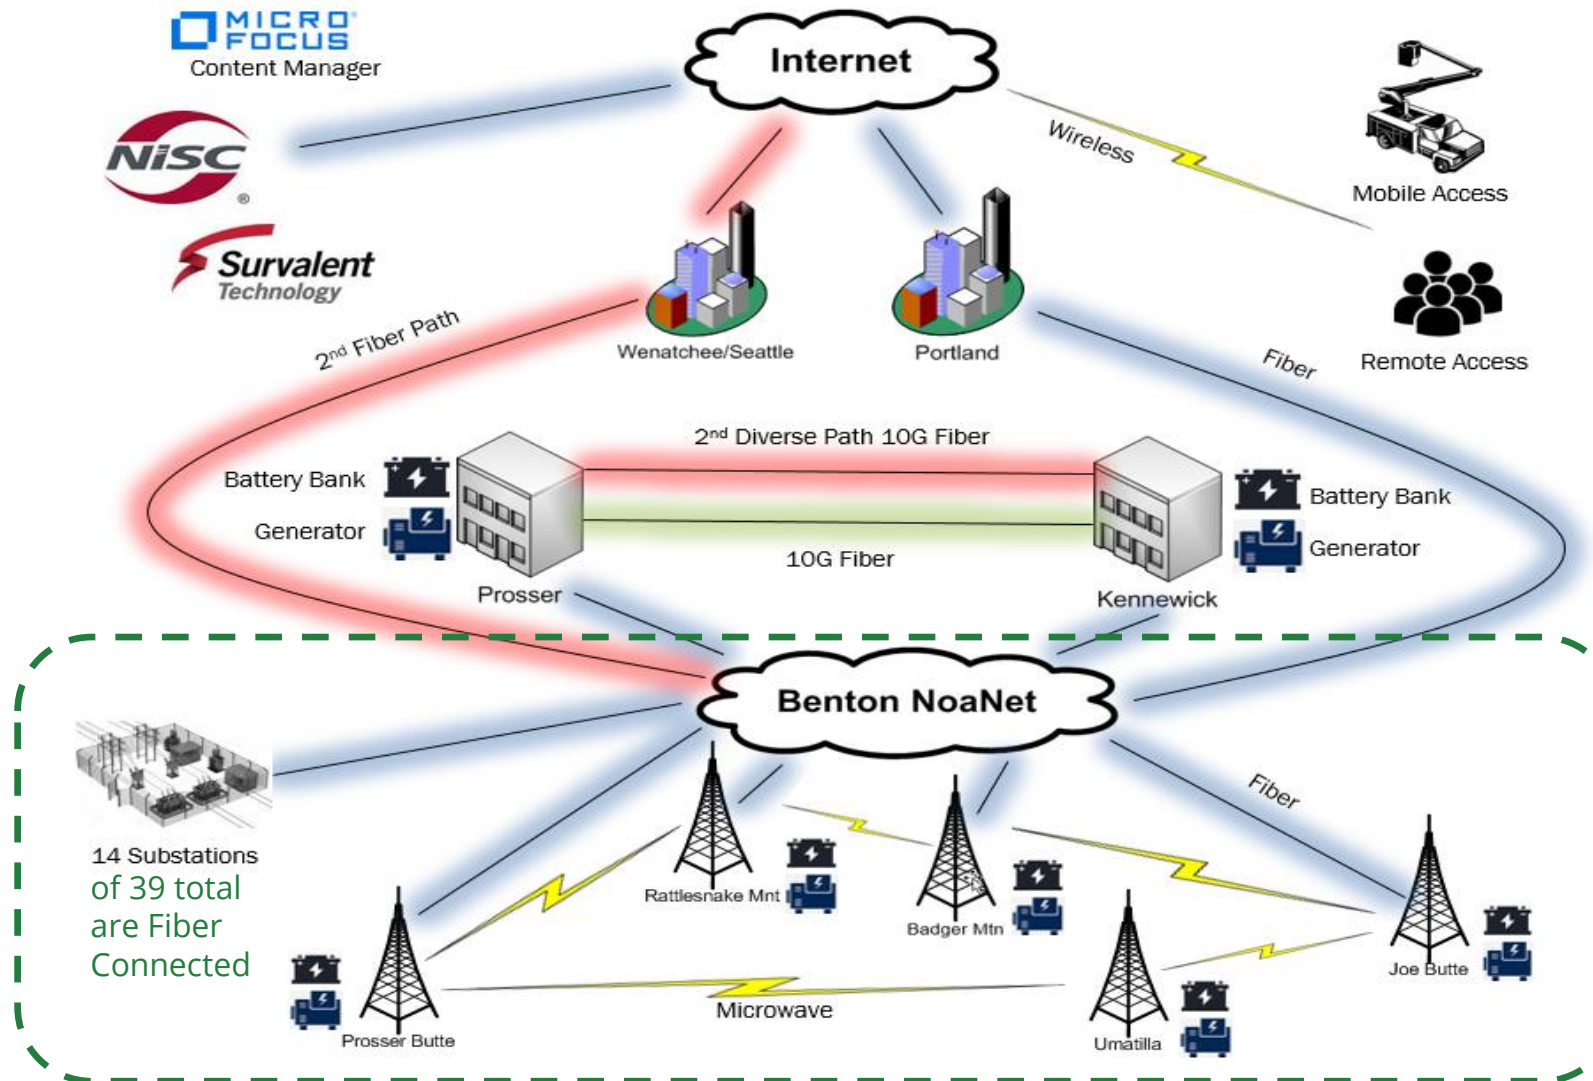 MICRO
FOCUS
Content Manager
Internet
NISC
®
Wireless
Mobile Access
Survalent
Technology
2nd Fiber Path
Wenatchee/Seattle
Portland
Fiber
Remote Access
2nd Diverse Path 10G Fiber
Battery Bank
Generator
Battery Bank
Generator
10G Fiber
Prosser
Kennewick
Benton NoaNet
Fiber
14 Substations
of 39 total
are Fiber
Connected
Rattlesnake Mnt
Badger Mtn
Joe Butte
Microwave
Prosser Butte
Umatilla